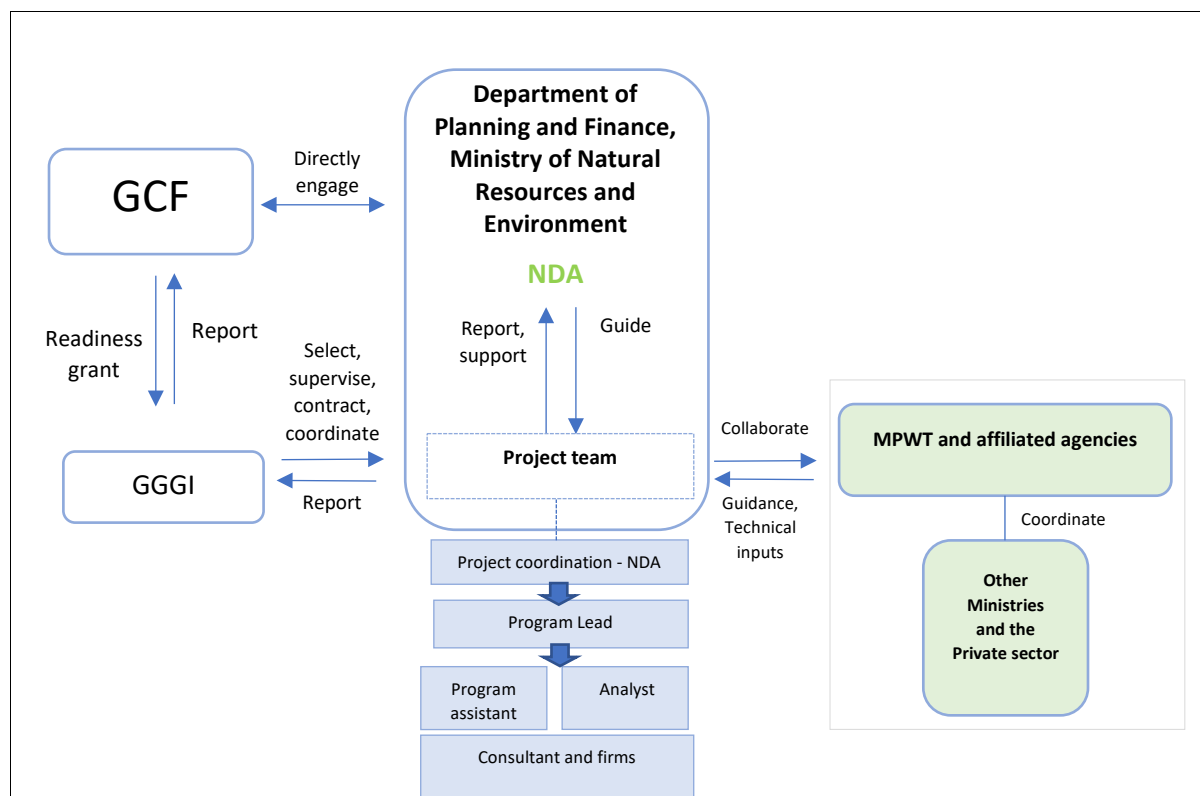 Department of
Planning and Finance,
Ministry of Natural
Resources and
Environment
NDA
GCF
Directly
engage
Readiness
grant
Report
Select,
supervise,
contract,
coordinate
Report,
support
Guide
GGGI
Report
Project team
Collaborate
Guidance,
Technical
inputs
MPWT and affiliated agencies
Coordinate
Other
Ministries
and the
Private sector
Project coordination - NDA
Program Lead
Program
assistant
Analyst
Consultant and firms